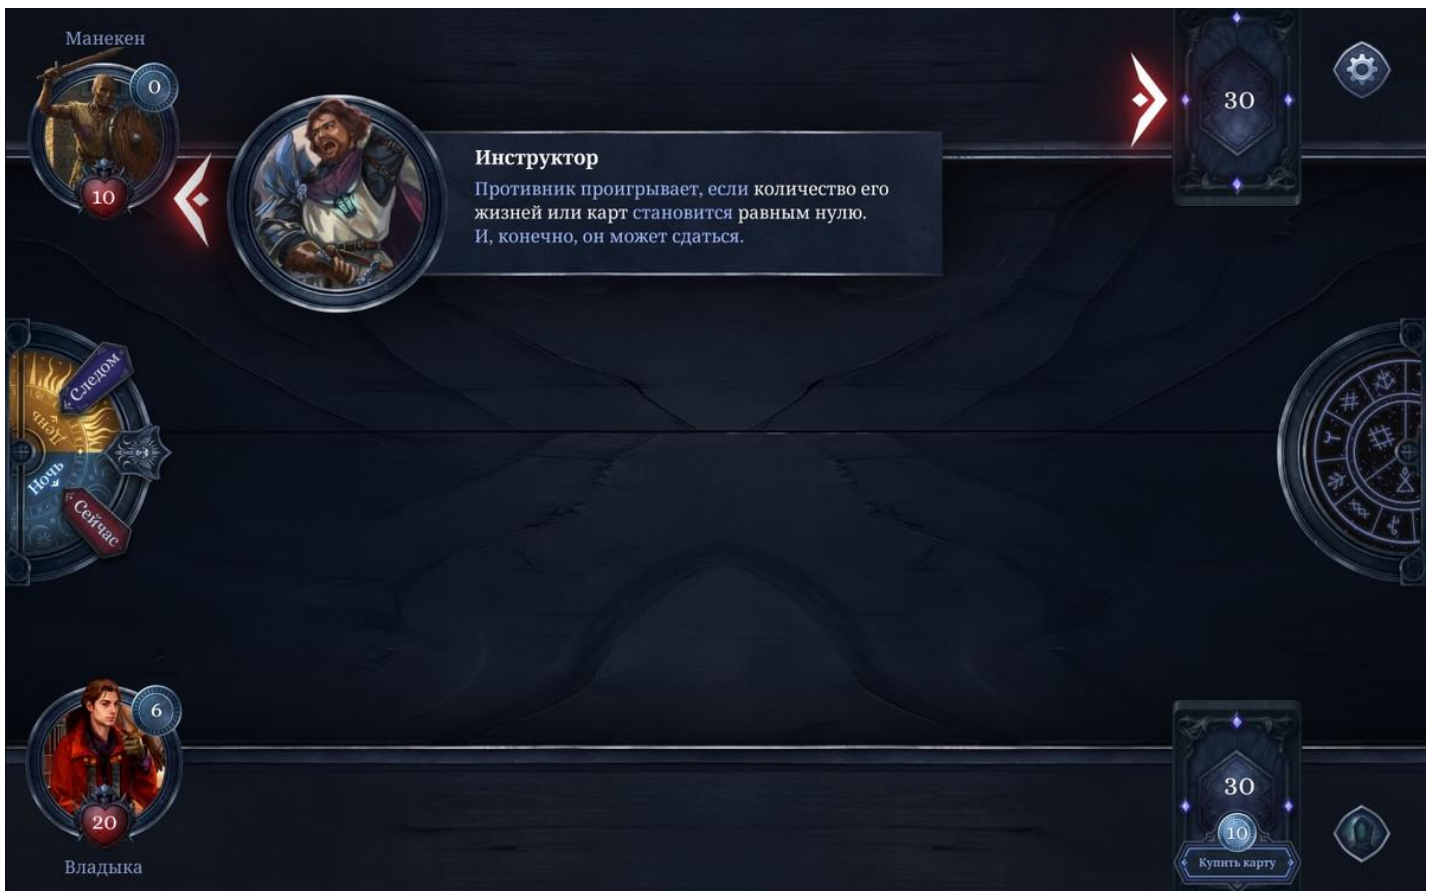 Манекен
0
10
Инструктор
Противник проигрывает, если количество его
жизней или карт становится равным нулю.
И, конечно, он может сдаться.
30
Следом
День
Ночь
Сейчас
6
20
Владыка
30
10
Купить карту